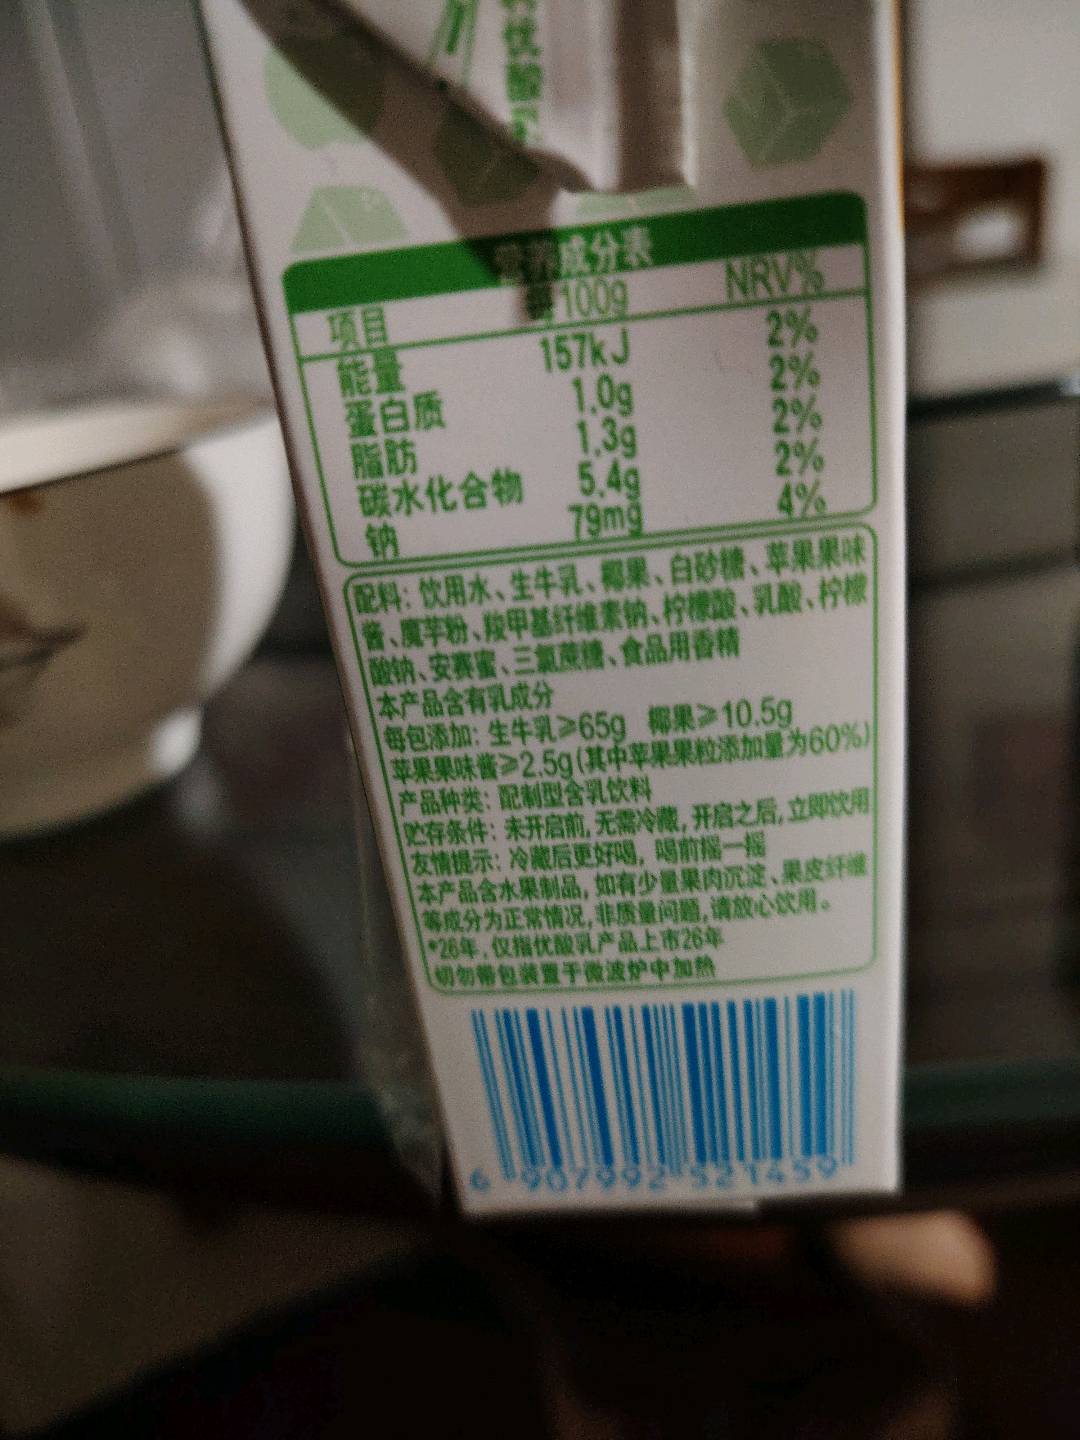 优酸乳
营养成分表
项目 每100g NRV%
能量 157kJ 2%
蛋白质 1.0g 2%
脂肪 1.3g 2%
碳水化合物 5.4g 2%
钠 79mg 4%
配料: 饮用水、生牛乳、椰果、白砂糖、苹果果味
酱、魔芋粉、羧甲基纤维素钠、柠檬酸、乳酸、柠檬
酸钠、安赛蜜、三氯蔗糖、食品用香精
本产品含有乳成分
每包添加: 生牛乳≥65g 椰果≥10.5g
苹果果味酱≥2.5g(其中苹果果粒添加量为60%)
产品种类: 配制型含乳饮料
贮存条件: 未开启前, 无需冷藏, 开启之后, 立即饮用
友情提示: 冷藏后更好喝, 喝前摇一摇
本产品含水果制品, 如有少量果肉沉淀、果皮纤维
等成分为正常情况, 非质量问题, 请放心饮用。
*26年, 仅指优酸乳产品上市26年
切勿带包装置于微波炉中加热
6 907992 521459